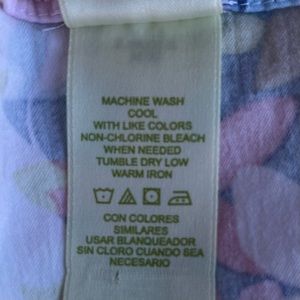 MACHINE WASH
COOL
WITH LIKE COLORS
NON-CHLORINE BLEACH
WHEN NEEDED
TUMBLE DRY LOW
WARM IRON
CON COLORES
SIMILARES
USAR BLANQUEADOR
SIN CLORO CUANDO SEA
NECESARIO